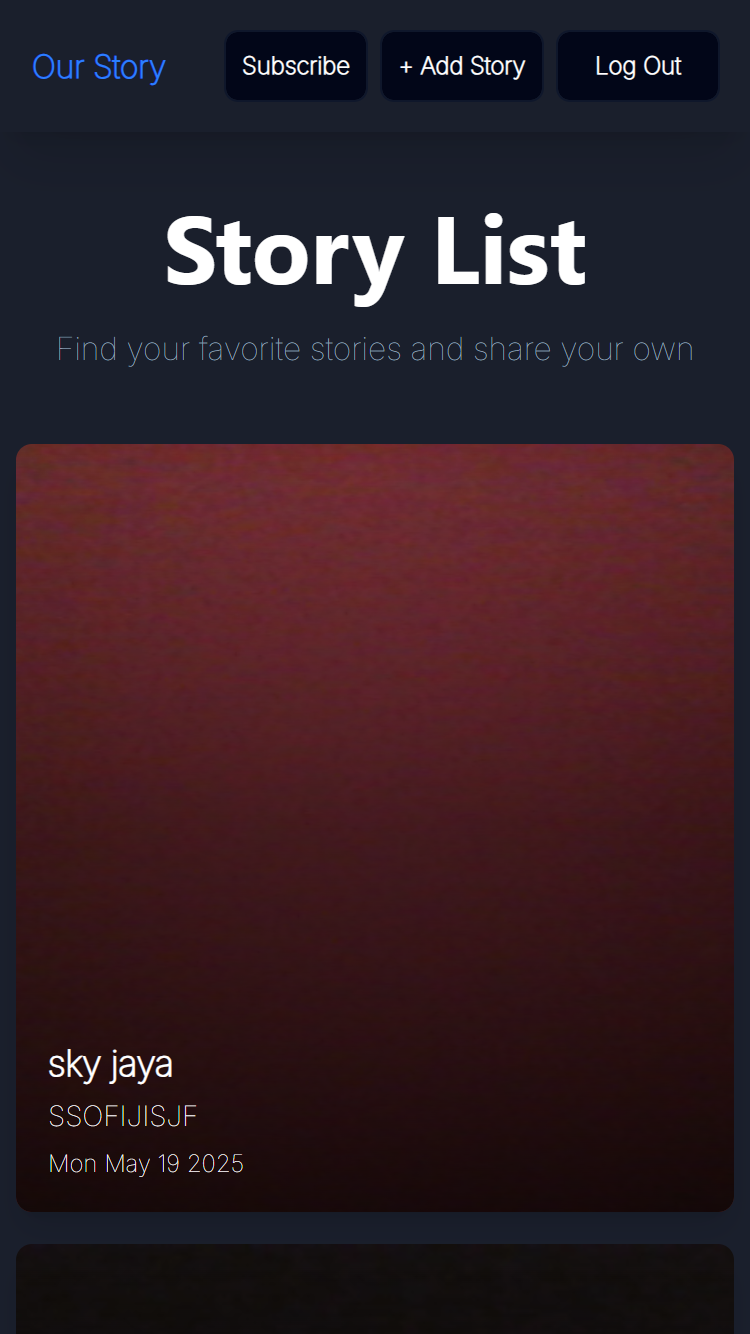 Our Story
Subscribe
+ Add Story
Log Out
Story List
Find your favorite stories and share your own
sky jaya
SSOFIJISJF
Mon May 19 2025